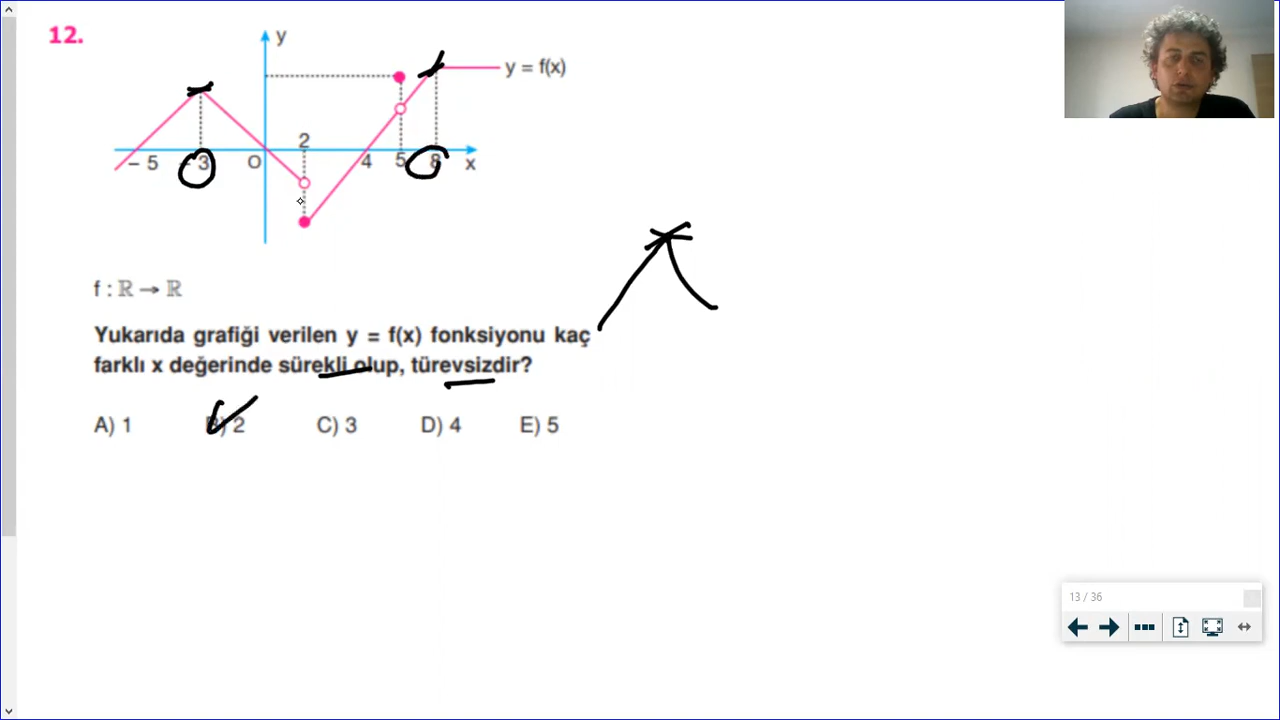 12.
y
y = f(x)
2
– 5
3
O
4
5
8
x
f : ℝ → ℝ
Yukarıda grafiği verilen y = f(x) fonksiyonu kaç
farklı x değerinde sürekli olup, türevsizdir?
A) 1
B) 2
C) 3
D) 4
E) 5
13 / 36